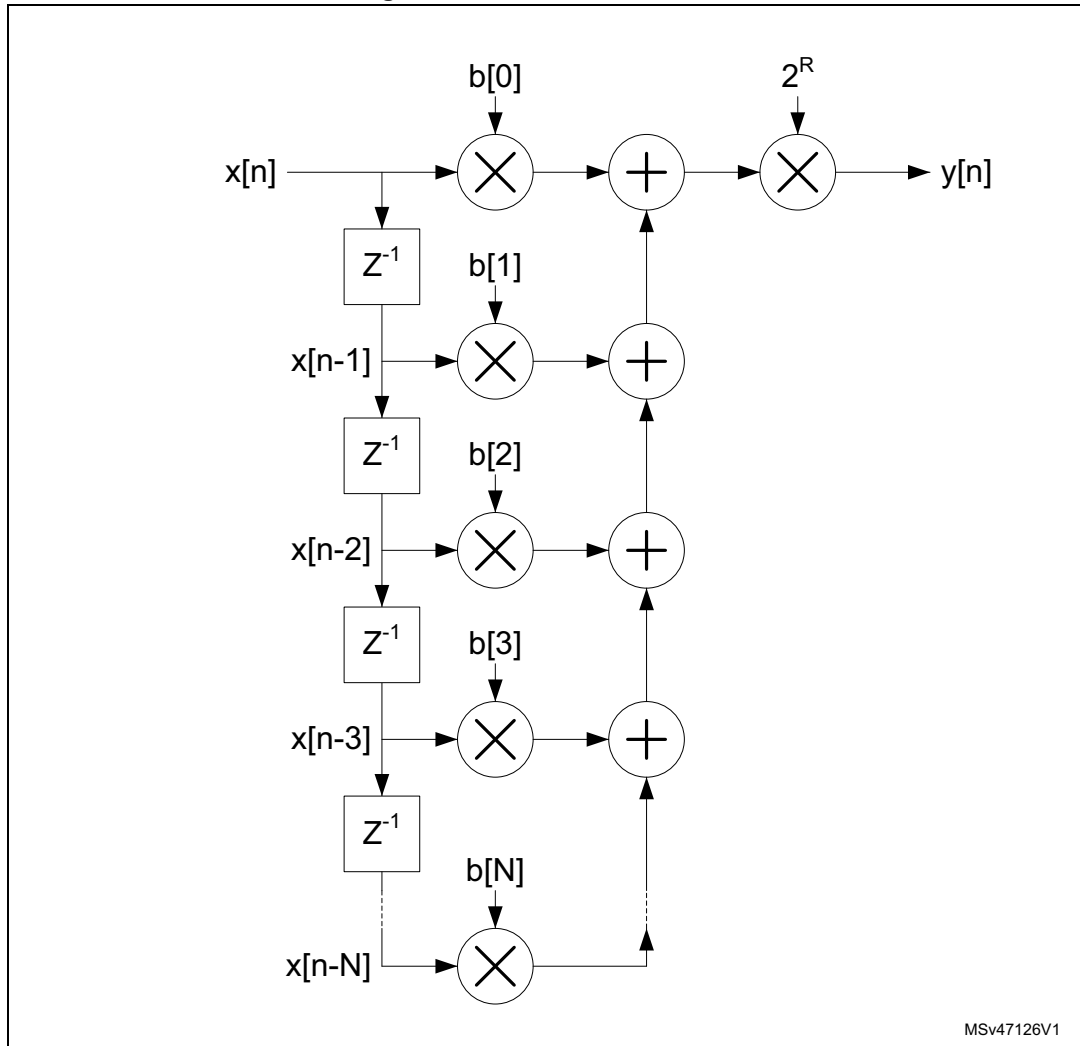 b[0]
2^R
x[n]
y[n]
Z^-1
b[1]
x[n-1]
Z^-1
b[2]
x[n-2]
Z^-1
b[3]
x[n-3]
Z^-1
b[N]
x[n-N]
MSv47126V1